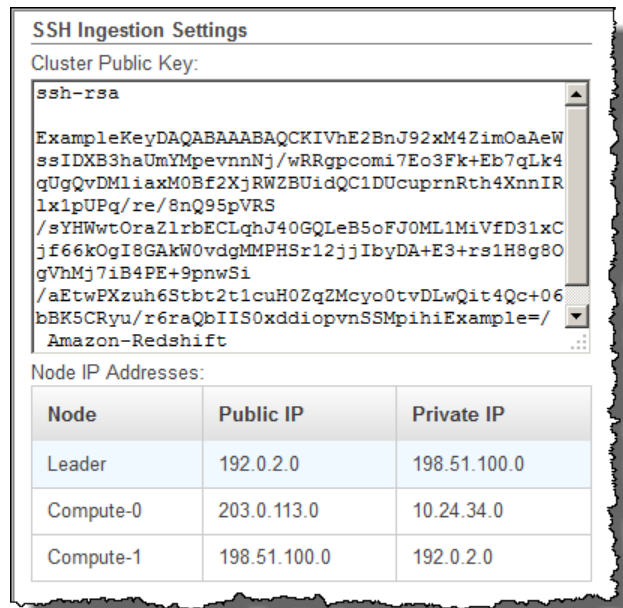 SSH Ingestion Settings
Cluster Public Key:
ssh-rsa
ExampleKeyDAQABAAABAQCKIVhE2BnJ92xM4ZimOaAeW
ssIDXB3haUmYMpevnnNj/wRRgpcomi7Eo3Fk+Eb7qLk4
qUgQvDMliaxM0Bf2XjRWZBUidQC1DUcuprnRth4XnnIR
lx1pUPq/re/8nQ95pVRS
/sYHWwtOraZlrbECLqhJ40GQLeB5oFJ0ML1MiVfD31xC
jf66kOgI8GAkW0vdgMMPHSr12jjIbyDA+E3+rs1H8g8O
gVhMj7iB4PE+9pnwSi
/aEtwPXzuh6Stbt2t1cuH0ZqZMcyo0tvDLwQit4Qc+06
bBK5CRyu/r6raQbIIS0xddiopvnSSMpihiExample=/
Amazon-Redshift
Node IP Addresses:
Node Public IP Private IP
Leader 192.0.2.0 198.51.100.0
Compute-0 203.0.113.0 10.24.34.0
Compute-1 198.51.100.0 192.0.2.0